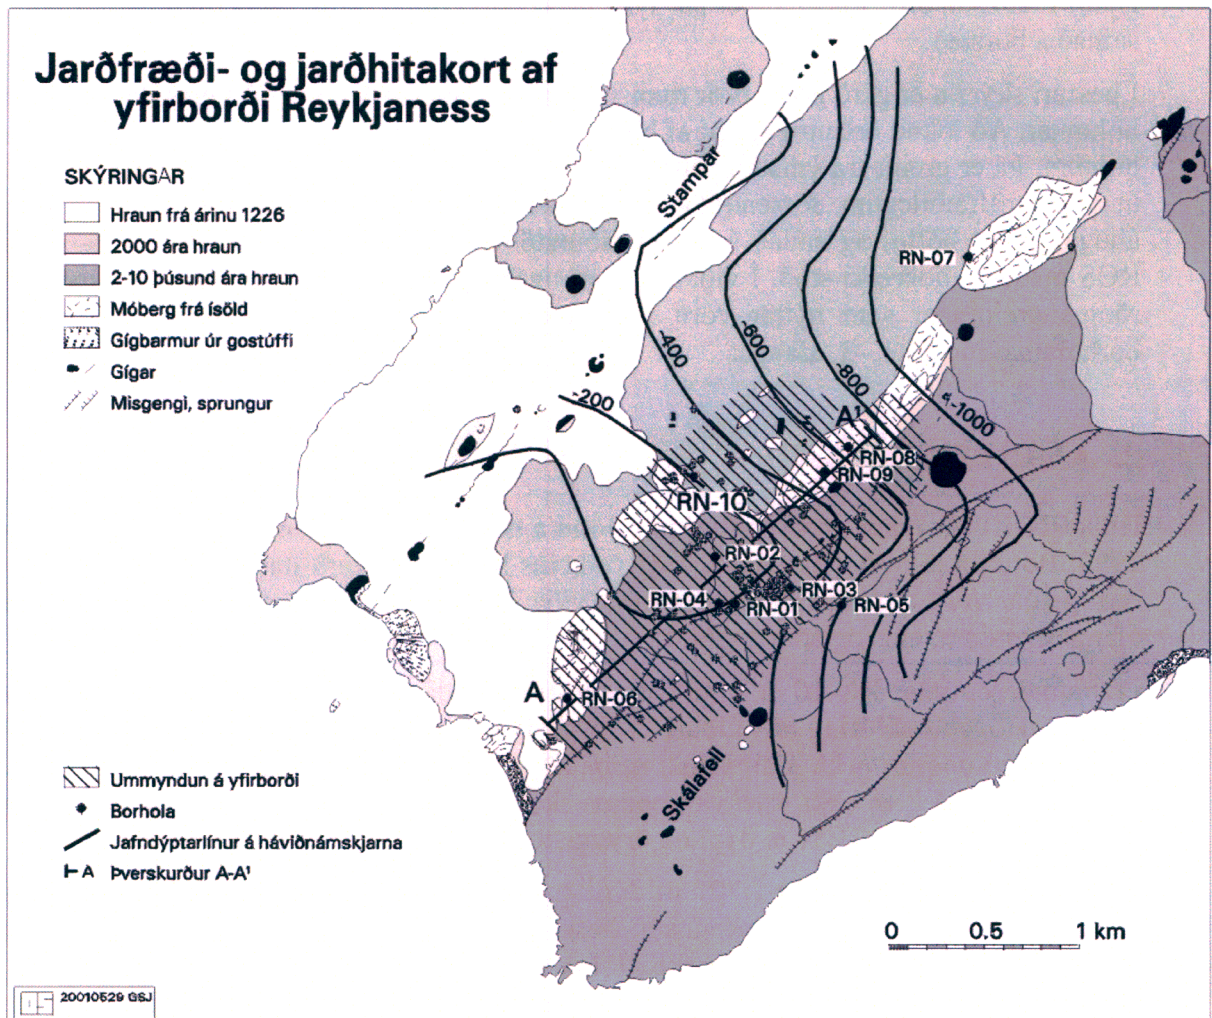 Jarðfræði- og jarðhitakort af
yfirborði Reykjaness
SKÝRINGAR
Hraun frá árinu 1226
2000 ára hraun
2-10 þúsund ára hraun
Móberg frá ísöld
Gígbarmur úr gostúffi
Gígar
Misgengi, sprungur
Stampar
RN-07
-400
-600
-800
-1000
-200
A¹
RN-08
RN-09
RN-10
RN-02
RN-03
RN-04
RN-01
RN-05
A
RN-06
Skálafell
Ummyndun á yfirborði
Borhola
Jafndýptarlínur á háviðnámskjarna
A Þverskurður A-A¹
0 0.5 1 km
20010529 GSJ